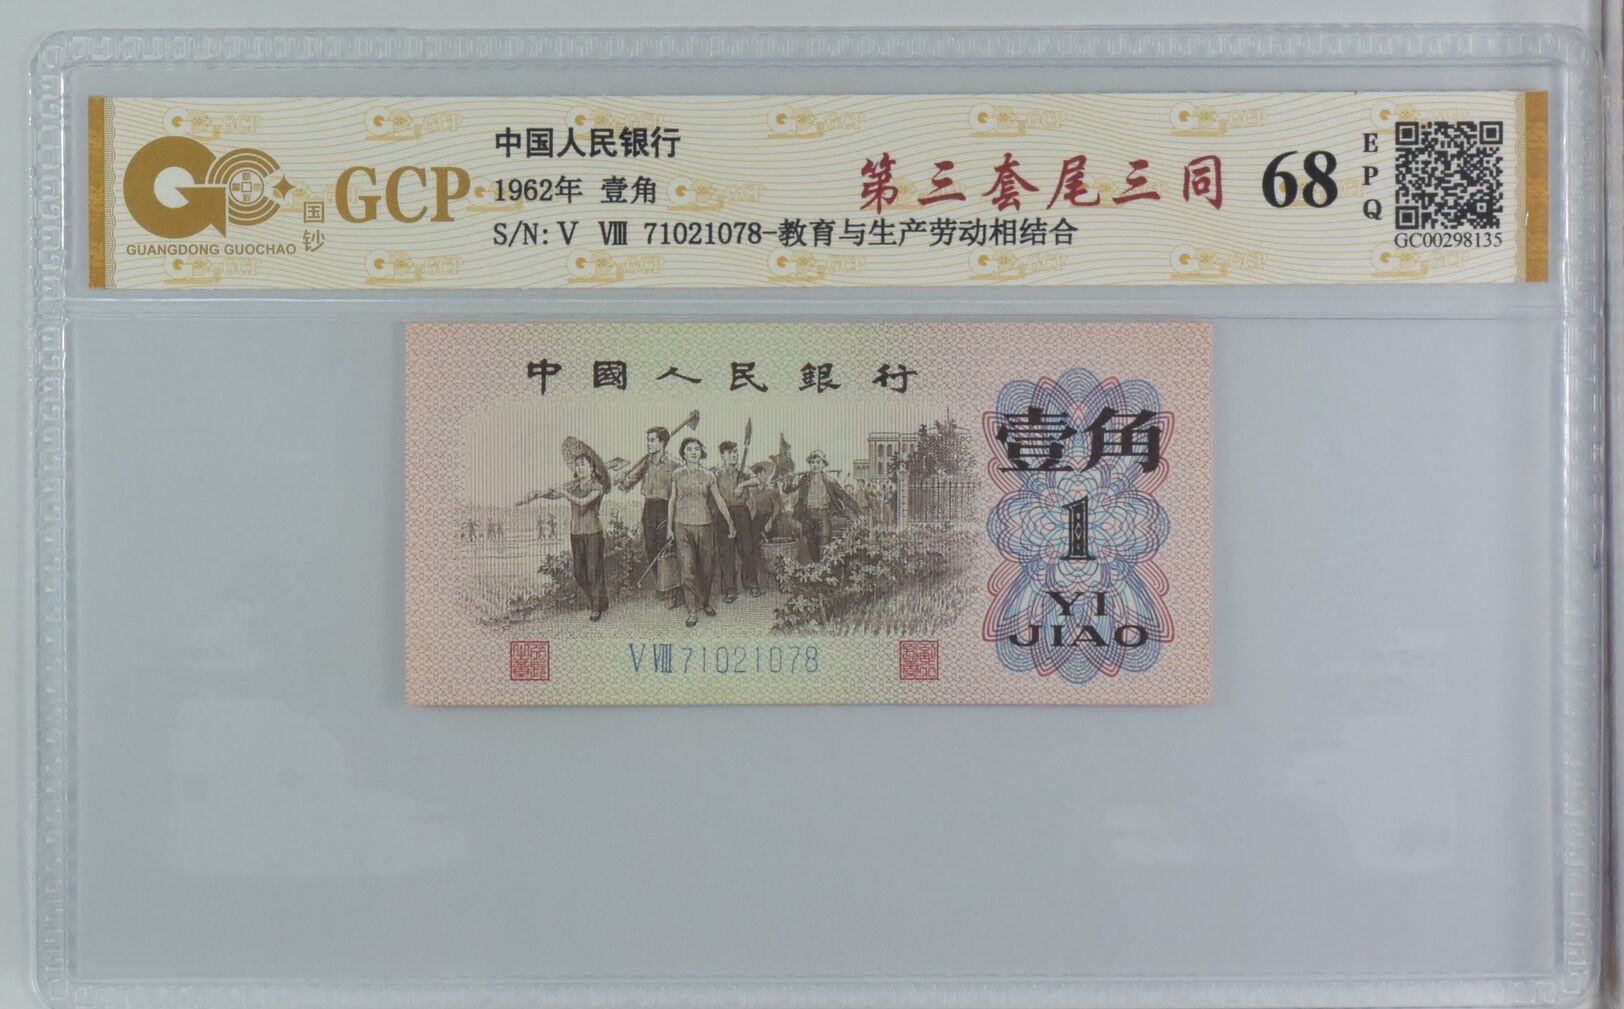 GCP
国钞
GUANGDONG GUOCHAO
中国人民银行
1962年 壹角
S/N: V Ⅷ 71021078-教育与生产劳动相结合
第三套尾三同
68
EPQ
GC00298135
中國人民銀行
壹角
1
YI
JIAO
V Ⅷ 71021078